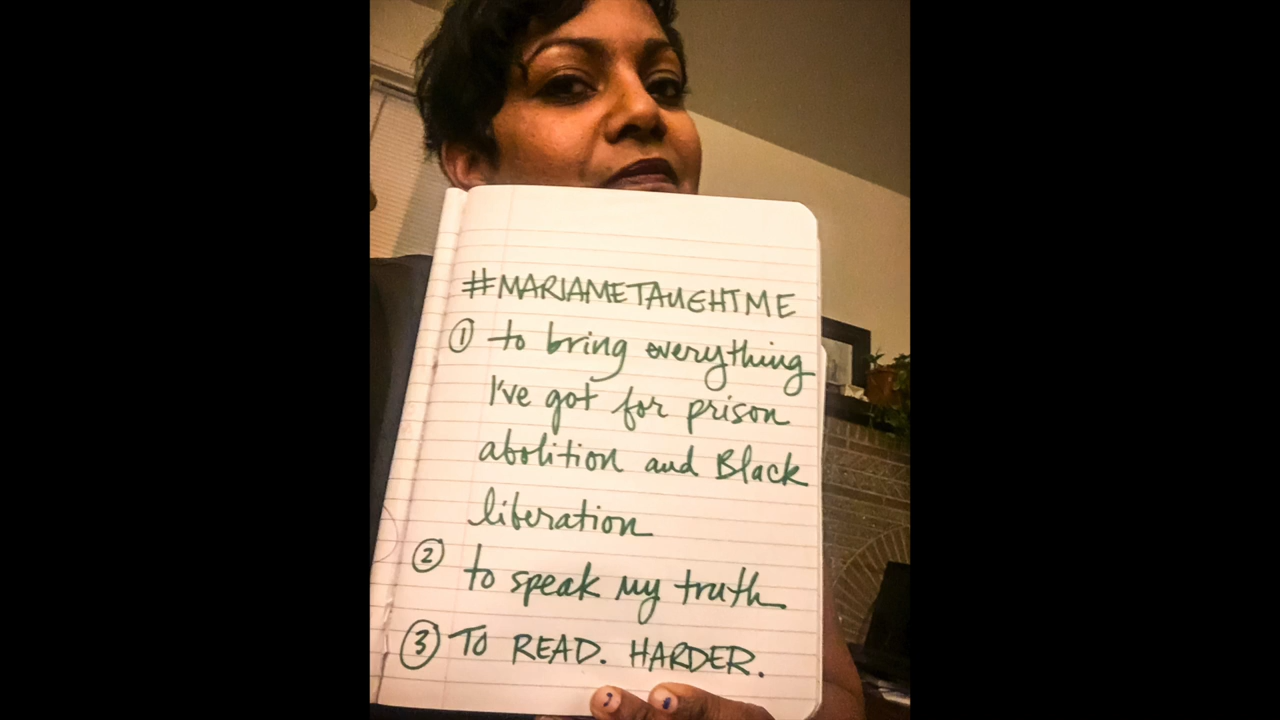 #MARIAMETAUGHTME
① to bring everything
I've got for prison
abolition and Black
liberation
② to speak my truth
③ TO READ. HARDER.